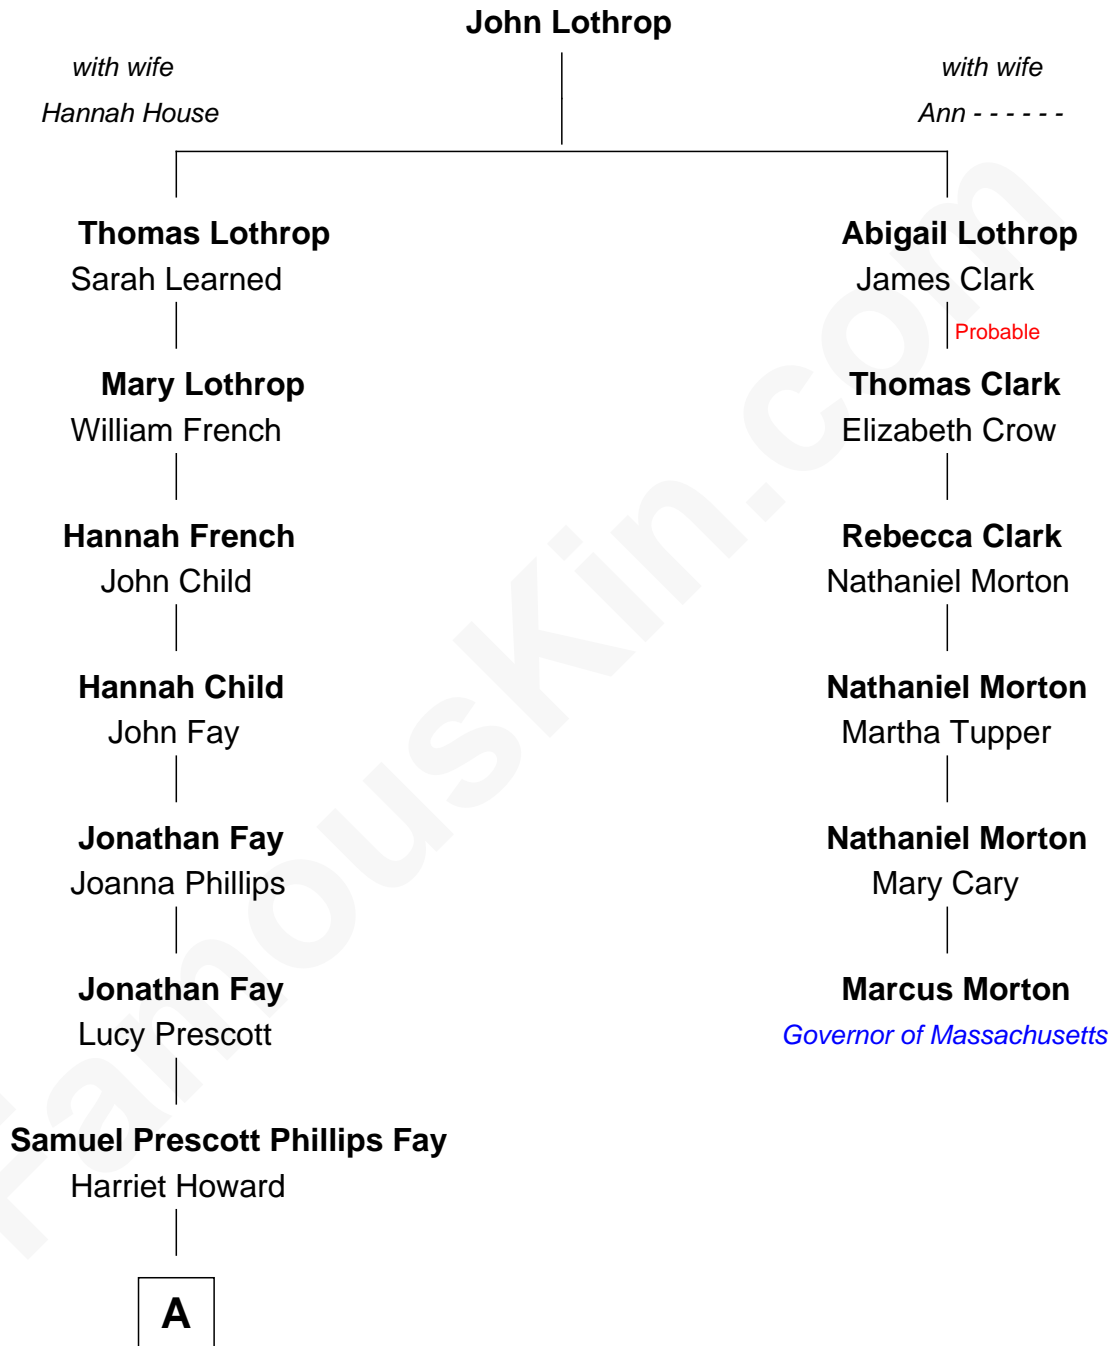 John Lothrop
with wife
Hannah House
with wife
Ann - - - - - -
Thomas Lothrop
Sarah Learned
Abigail Lothrop
James Clark
Probable
Mary Lothrop
William French
Thomas Clark
Elizabeth Crow
Hannah French
John Child
Rebecca Clark
Nathaniel Morton
Hannah Child
John Fay
Nathaniel Morton
Martha Tupper
Jonathan Fay
Joanna Phillips
Nathaniel Morton
Mary Cary
Jonathan Fay
Lucy Prescott
Marcus Morton
Governor of Massachusetts
Samuel Prescott Phillips Fay
Harriet Howard
A
FamousKin.com